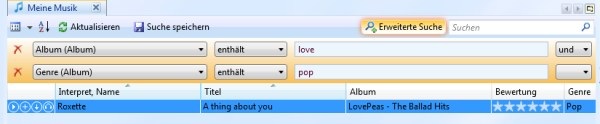 Meine Musik
Aktualisieren Suche speichern Erweiterte Suche Suchen
Album (Album) enthält love und
Genre (Genre) enthält pop
Interpret, Name Titel Album Bewertung Genre
Roxette A thing about you LovePeas - The Ballad Hits Pop